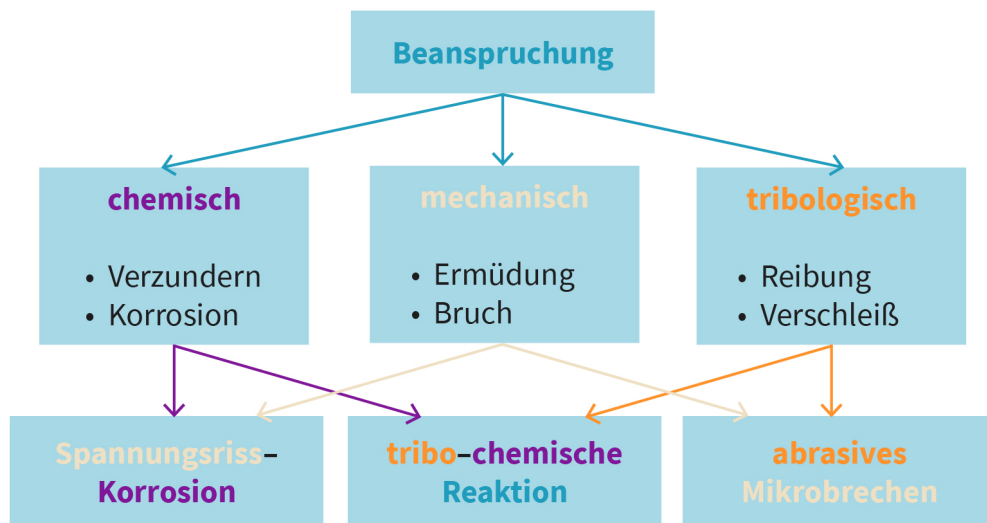 Beanspruchung
chemisch
• Verzundern
• Korrosion
mechanisch
• Ermüdung
• Bruch
tribologisch
• Reibung
• Verschleiß
Spannungsriss–
Korrosion
tribo–chemische
Reaktion
abrasives
Mikrobrechen